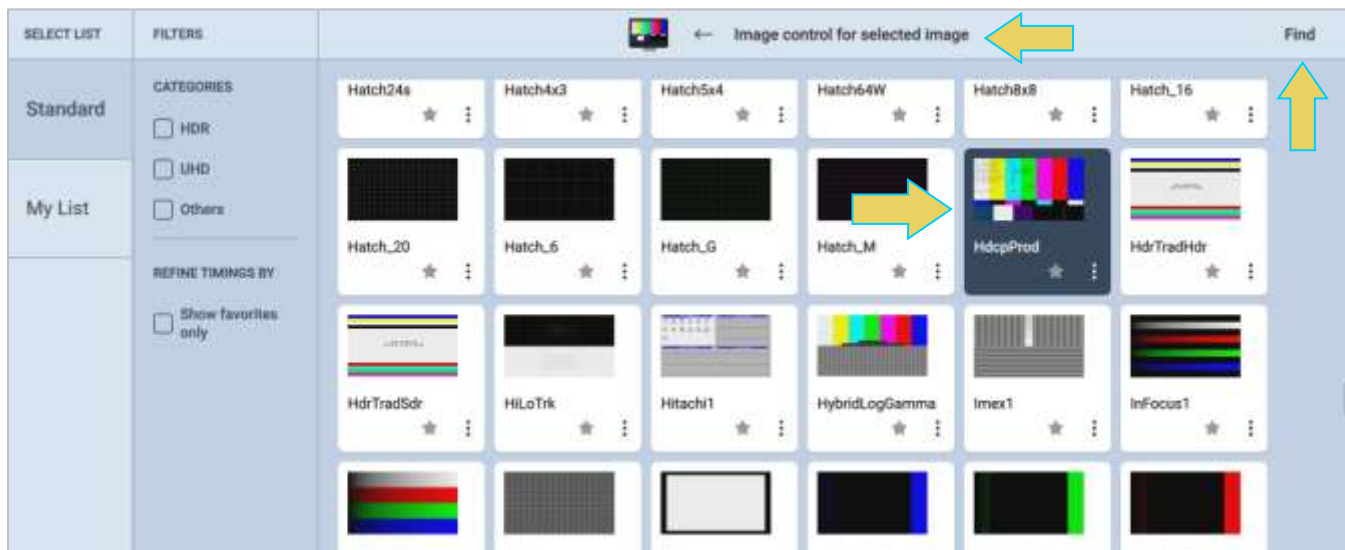 SELECT LIST
FILTERS
← Image control for selected image
Find
Standard
My List
CATEGORIES
HDR
UHD
Others
REFINE TIMINGS BY
Show favorites
only
Hatch24s
Hatch4x3
Hatch5x4
Hatch64W
Hatch8x8
Hatch_16
Hatch_20
Hatch_6
Hatch_G
Hatch_M
HdcpProd
HdrTradHdr
HdrTradSdr
HiLoTrk
Hitachi1
HybridLogGamma
Imex1
InFocus1